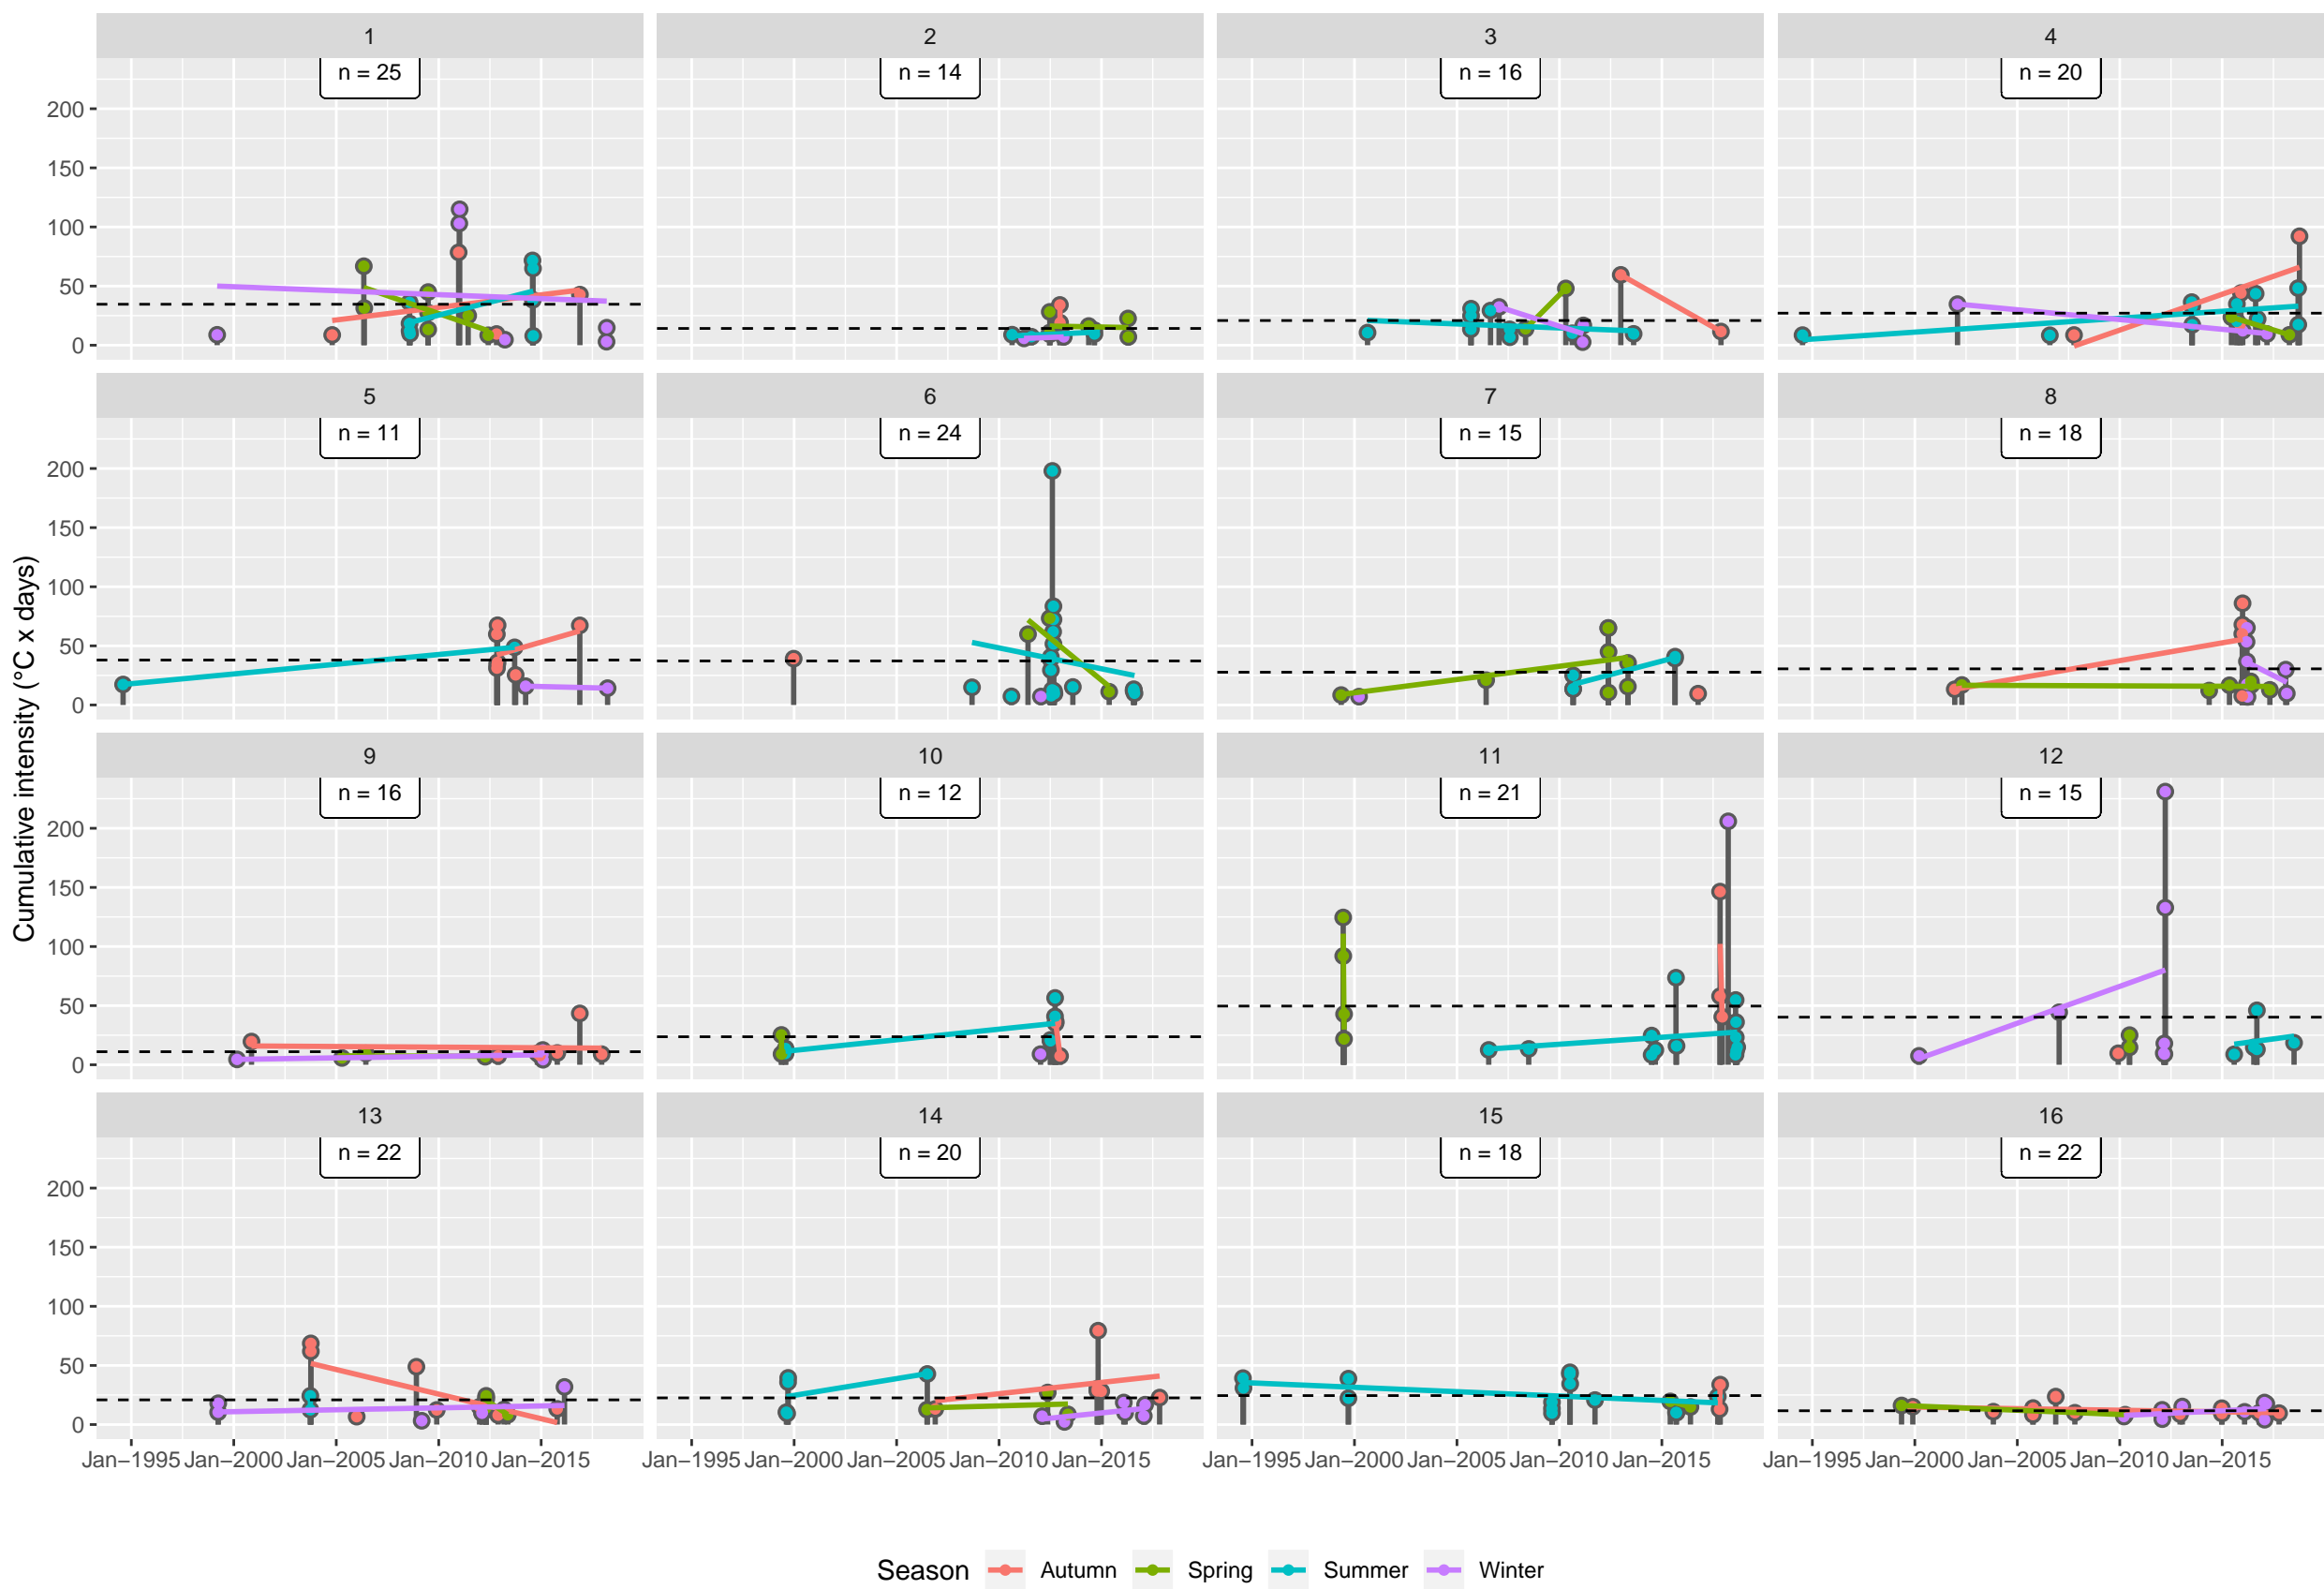 1 2 3 4
n = 25 n = 14 n = 16 n = 20
200
150
100
50
0
5 6 7 8
n = 11 n = 24 n = 15 n = 18
200
150
100
50
0
9 10 11 12
n = 16 n = 12 n = 21 n = 15
200
150
100
50
0
13 14 15 16
n = 22 n = 20 n = 18 n = 22
200
150
100
50
0
Jan−1995 Jan−2000 Jan−2005 Jan−2010 Jan−2015 Jan−1995 Jan−2000 Jan−2005 Jan−2010 Jan−2015 Jan−1995 Jan−2000 Jan−2005 Jan−2010 Jan−2015 Jan−1995 Jan−2000 Jan−2005 Jan−2010 Jan−2015
Cumulative intensity (°C x days)
Season Autumn Spring Summer Winter